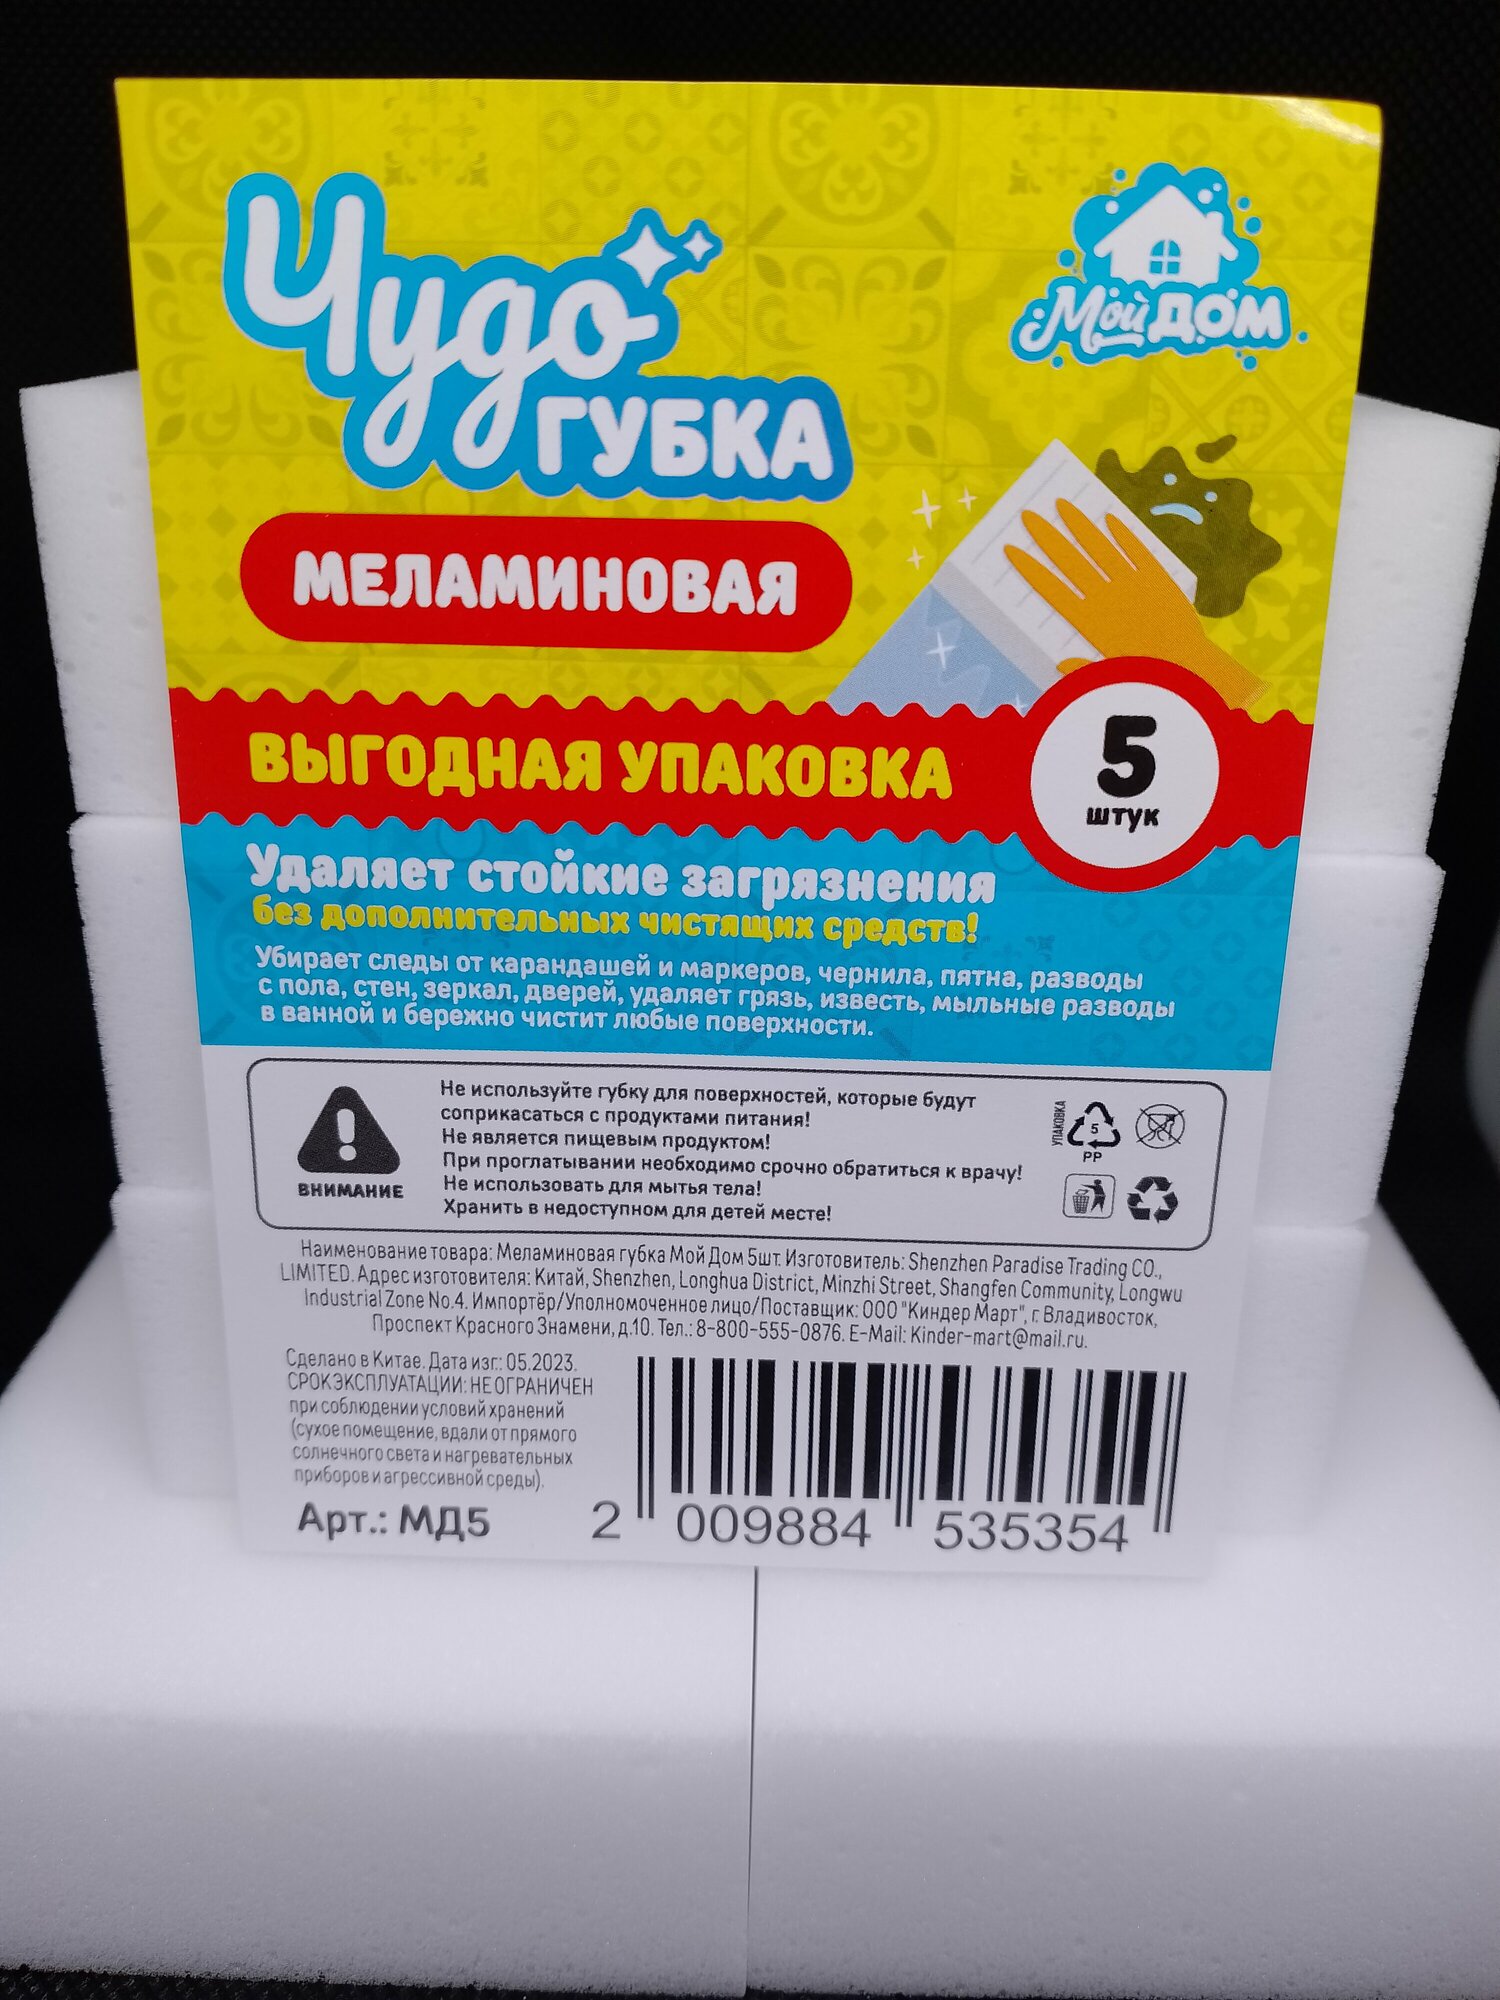 Чудо
ГУБКА
Мой ДОМ
МЕЛАМИНОВАЯ
ВЫГОДНАЯ УПАКОВКА
5
штук
Удаляет стойкие загрязнения
без дополнительных чистящих средств!
Убирает следы от карандашей и маркеров, чернила, пятна, разводы
с пола, стен, зеркал, дверей, удаляет грязь, известь, мыльные разводы
в ванной и бережно чистит любые поверхности.
ВНИМАНИЕ
Не используйте губку для поверхностей, которые будут
соприкасаться с продуктами питания!
Не является пищевым продуктом!
При проглатывании необходимо срочно обратиться к врачу!
Не использовать для мытья тела!
Хранить в недоступном для детей месте!
УПАКОВКА
5
PP
Наименование товара: Меламиновая губка Мой Дом 5шт. Изготовитель: Shenzhen Paradise Trading CO.,
LIMITED. Адрес изготовителя: Китай, Shenzhen, Longhua District, Minzhi Street, Shangfen Community, Longwu
Industrial Zone No.4. Импортёр/Уполномоченное лицо/Поставщик: ООО "Киндер Март", г. Владивосток,
Проспект Красного Знамени, д.10. Тел.: 8-800-555-0876. E-Mail: Kinder-mart@mail.ru.
Сделано в Китае. Дата изг.: 05.2023.
СРОК ЭКСПЛУАТАЦИИ: НЕ ОГРАНИЧЕН
при соблюдении условий хранений
(сухое помещение, вдали от прямого
солнечного света и нагревательных
приборов и агрессивной среды).
Арт.: МД5
2 009884 535354